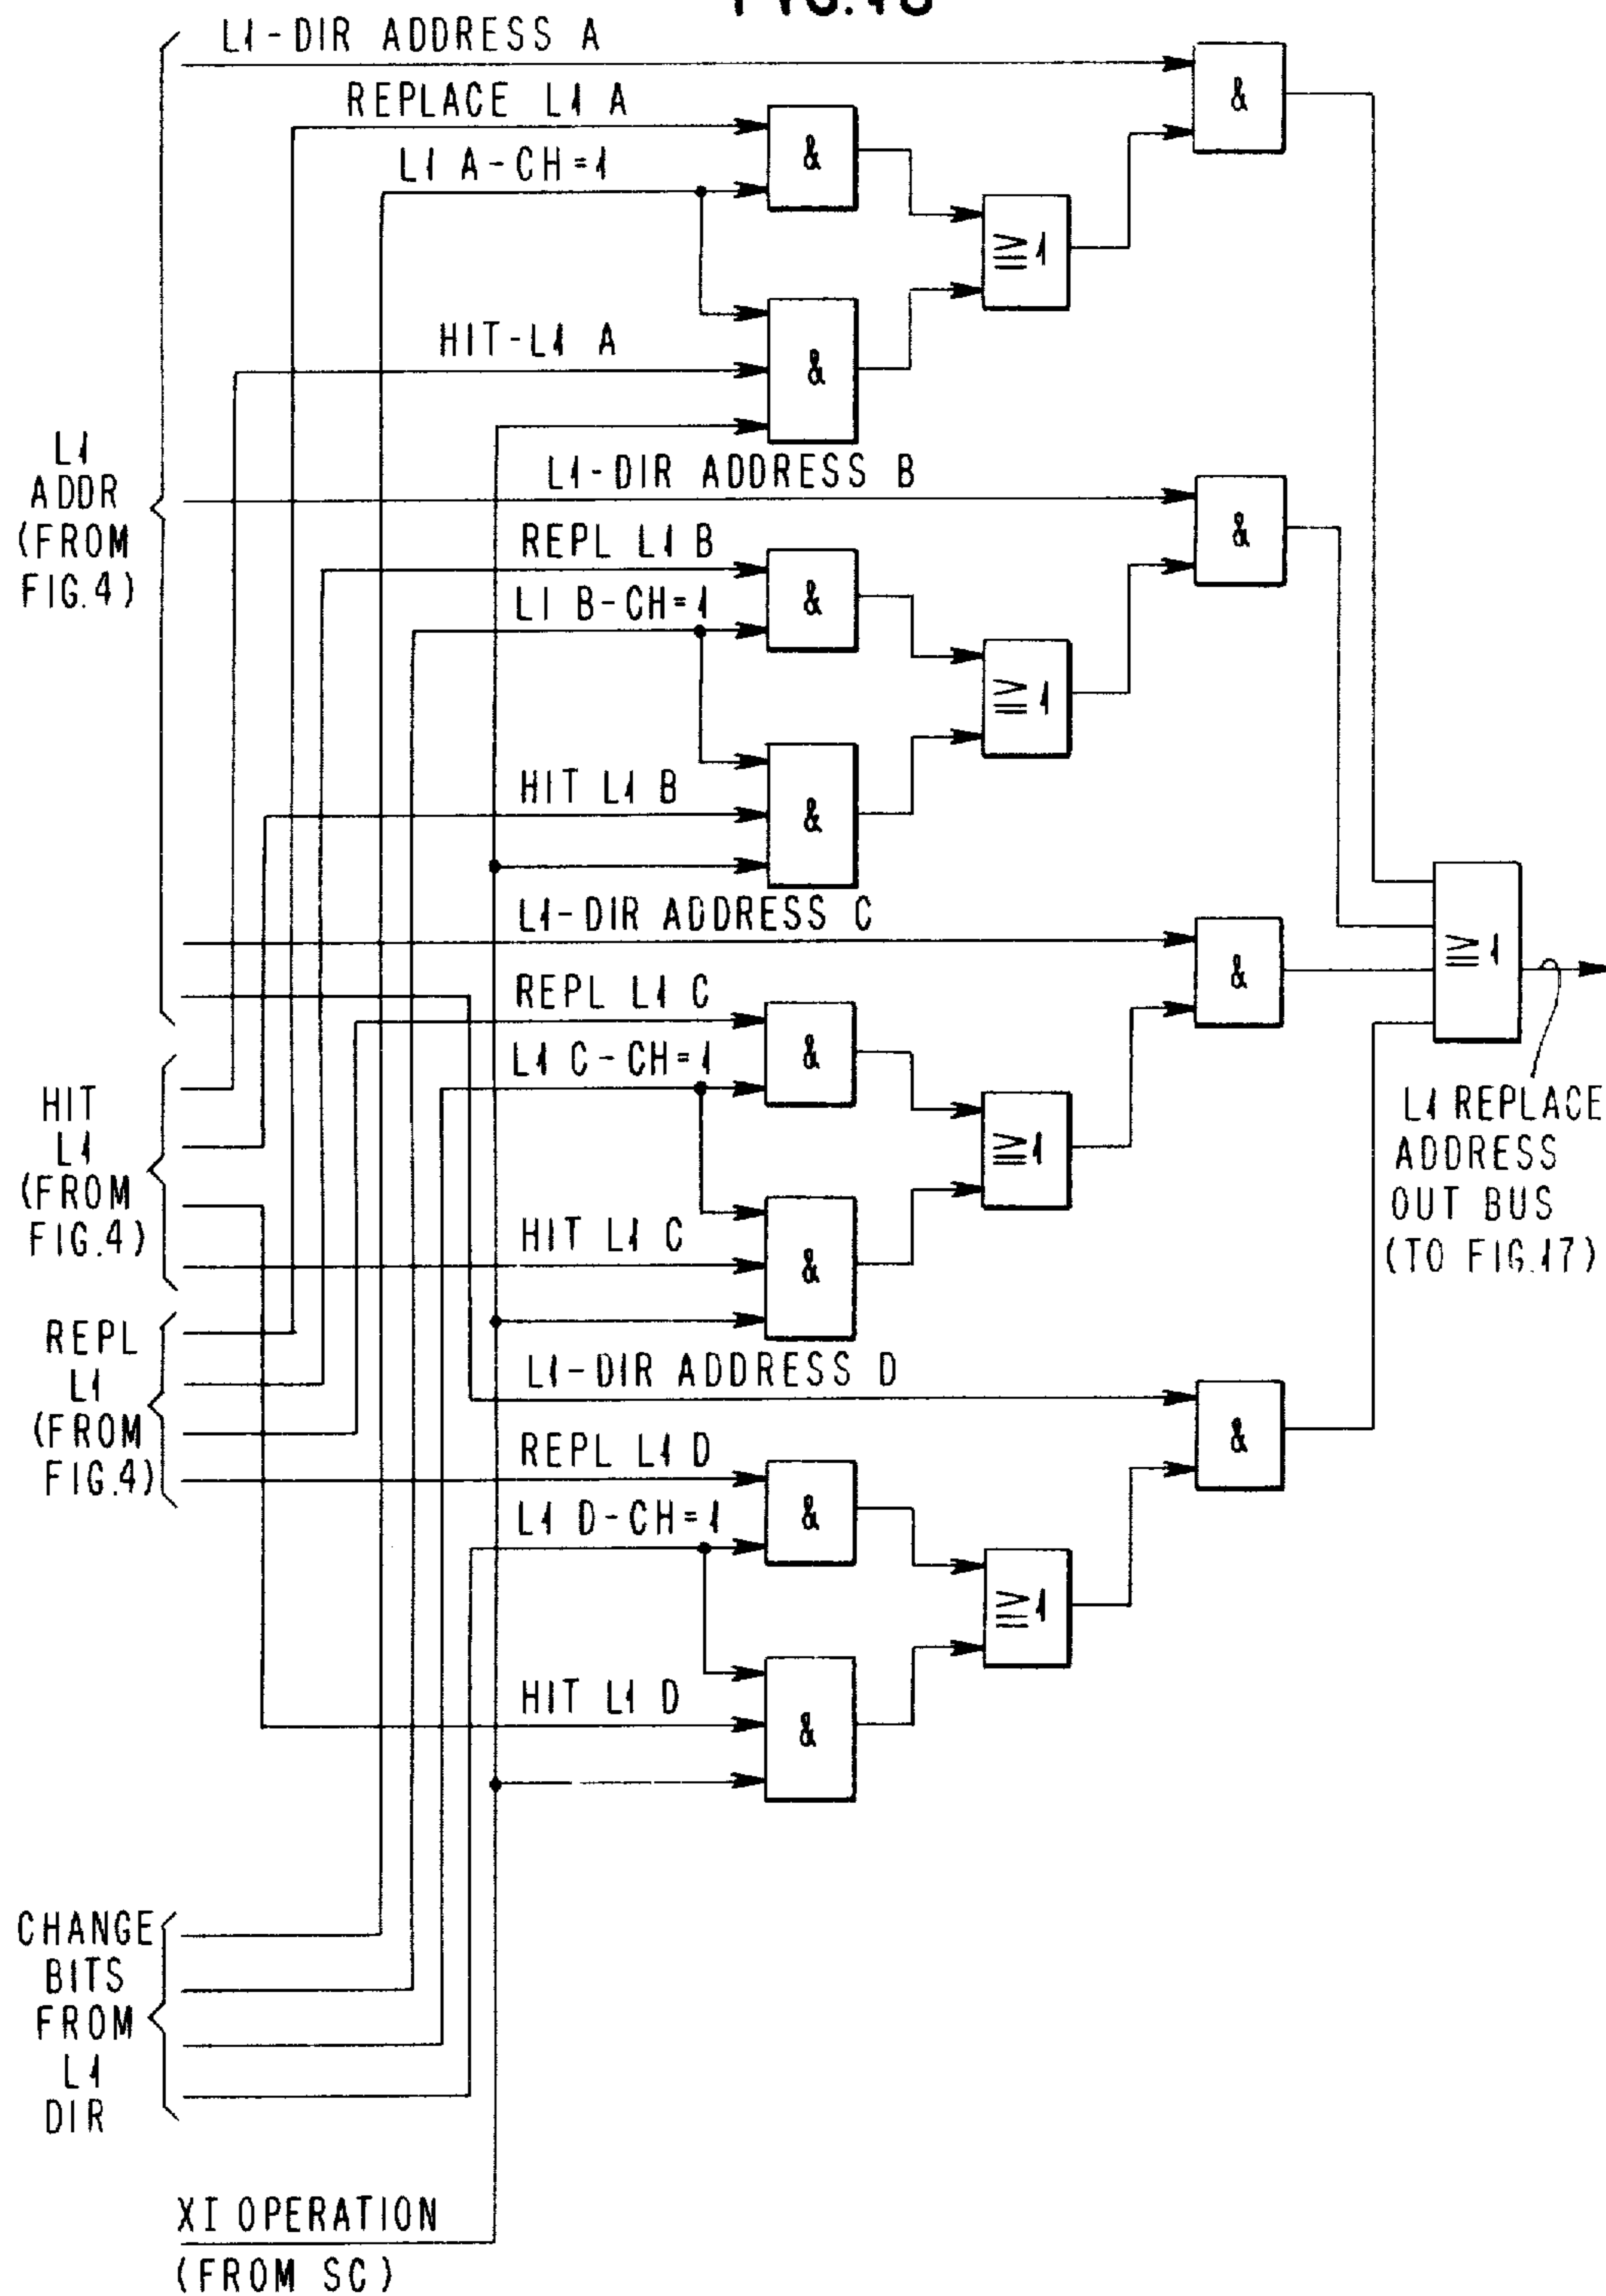 L1-DIR ADDRESS A
REPLACE L1 A
&
&
L1 A-CH=1
≧1
HIT-L1 A
&
L1
ADDR
(FROM
FIG.4)
L1-DIR ADDRESS B
&
REPL L1 B
&
L1 B-CH=1
≧1
HIT L1 B
&
L1-DIR ADDRESS C
≧1
&
REPL L1 C
&
L1 C-CH=1
≧1
HIT L1 C
&
L1 REPLACE
ADDRESS
OUT BUS
(TO FIG.17)
HIT
L1
(FROM
FIG.4)
REPL
L1
(FROM
FIG.4)
L1-DIR ADDRESS D
&
REPL L1 D
&
L1 D-CH=1
≧1
HIT L1 D
&
CHANGE
BITS
FROM
L1
DIR
XI OPERATION
(FROM SC)